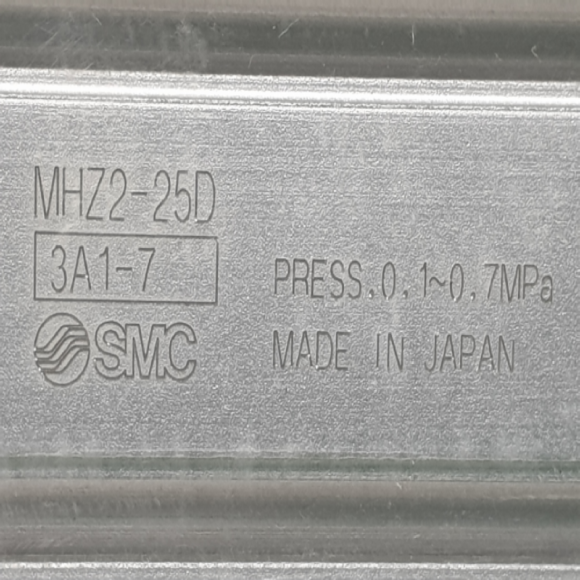 MHZ2-25D
3A1-7
PRESS.0.1~0.7MPa
SMC
MADE IN JAPAN